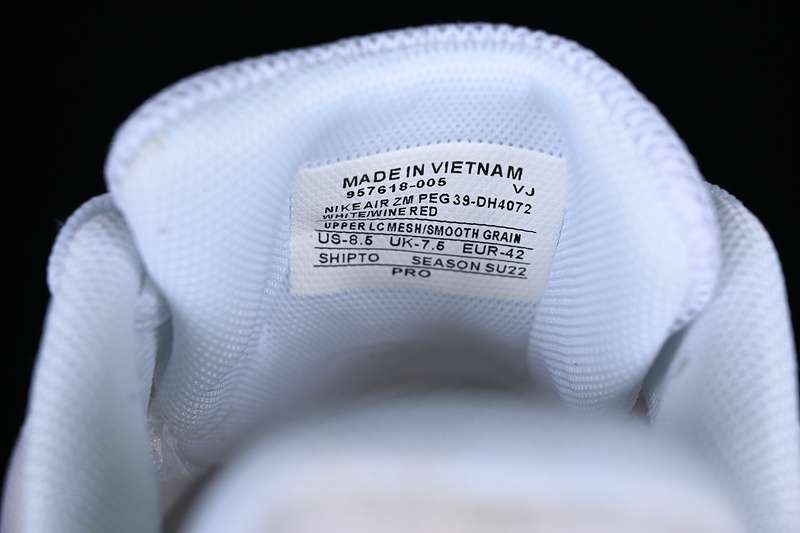 MADE IN VIETNAM
957618-005 VJ
NIKE AIR ZM PEG 39-DH4072
WHITE/WINE RED
UPPER LC MESH/SMOOTH GRAIN
US-8.5 UK-7.5 EUR-42
SHIPTO SEASON SU22
PRO